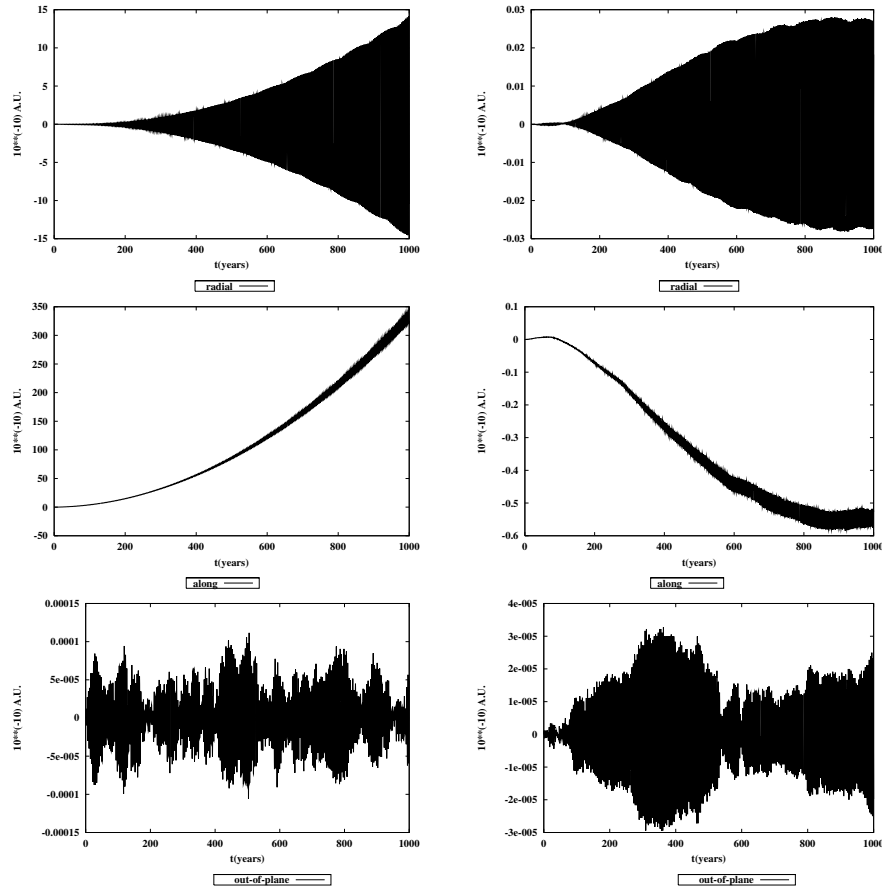 15
10
5
0
-5
-10
-15
10**(-10) A.U.
0 200 400 600 800 1000
t(years)
radial
0.03
0.02
0.01
0
-0.01
-0.02
-0.03
10**(-10) A.U.
0 200 400 600 800 1000
t(years)
radial
350
300
250
200
150
100
50
0
-50
10**(-10) A.U.
0 200 400 600 800 1000
t(years)
along
0.1
0
-0.1
-0.2
-0.3
-0.4
-0.5
-0.6
10**(-10) A.U.
0 200 400 600 800 1000
t(years)
along
0.00015
0.0001
5e-005
0
-5e-005
-0.0001
-0.00015
10**(-10) A.U.
0 200 400 600 800 1000
t(years)
out-of-plane
4e-005
3e-005
2e-005
1e-005
0
-1e-005
-2e-005
-3e-005
10**(-10) A.U.
0 200 400 600 800 1000
t(years)
out-of-plane